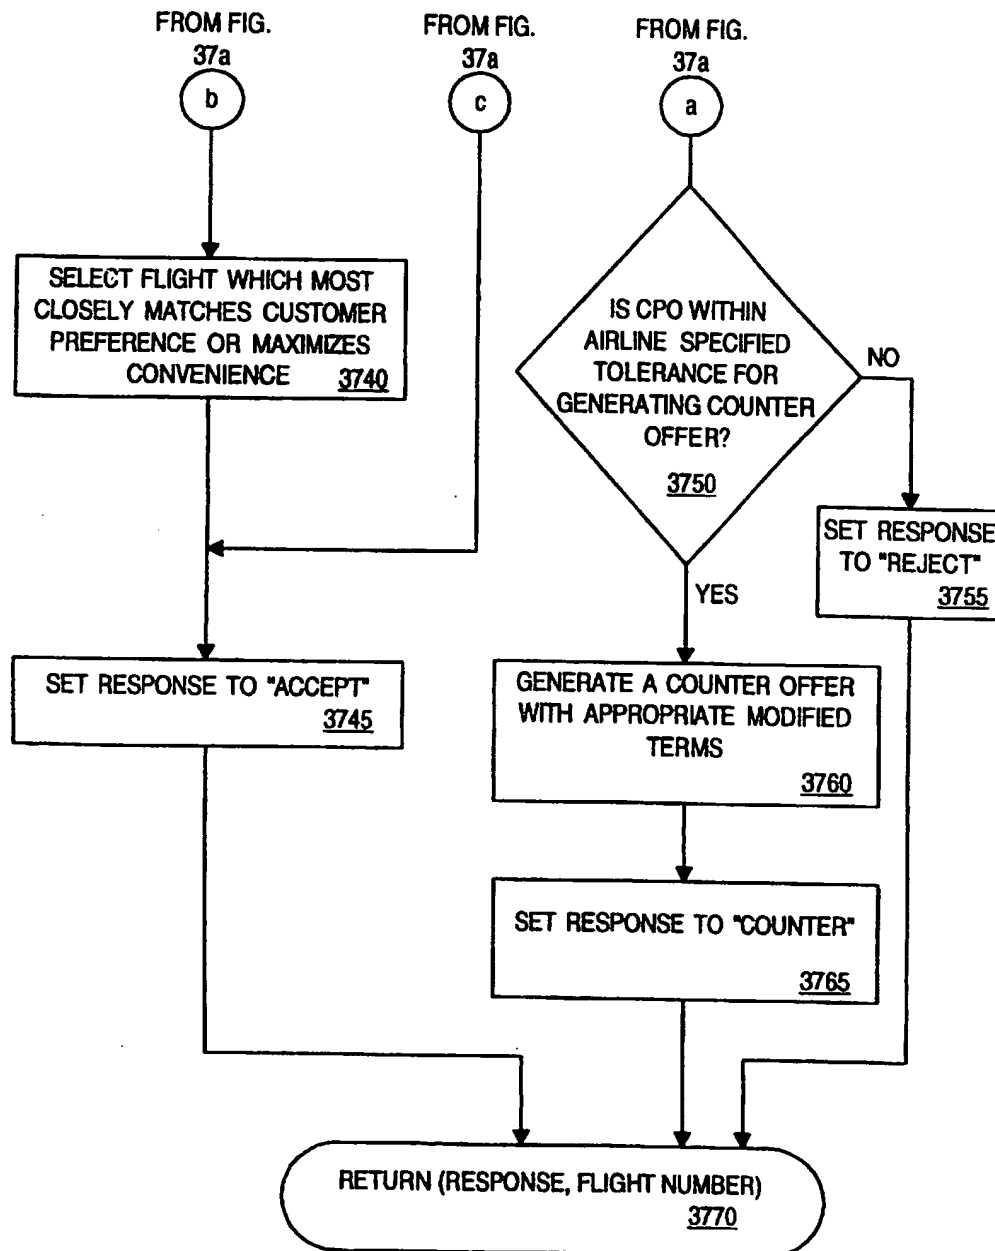 FROM FIG.
37a
b
FROM FIG.
37a
c
FROM FIG.
37a
a
SELECT FLIGHT WHICH MOST
CLOSELY MATCHES CUSTOMER
PREFERENCE OR MAXIMIZES
CONVENIENCE 3740
IS CPO WITHIN
AIRLINE SPECIFIED
TOLERANCE FOR
GENERATING COUNTER
OFFER?
3750
NO
YES
SET RESPONSE
TO "REJECT"
3755
SET RESPONSE TO "ACCEPT"
3745
GENERATE A COUNTER OFFER
WITH APPROPRIATE MODIFIED
TERMS
3760
SET RESPONSE TO "COUNTER"
3765
RETURN (RESPONSE, FLIGHT NUMBER)
3770